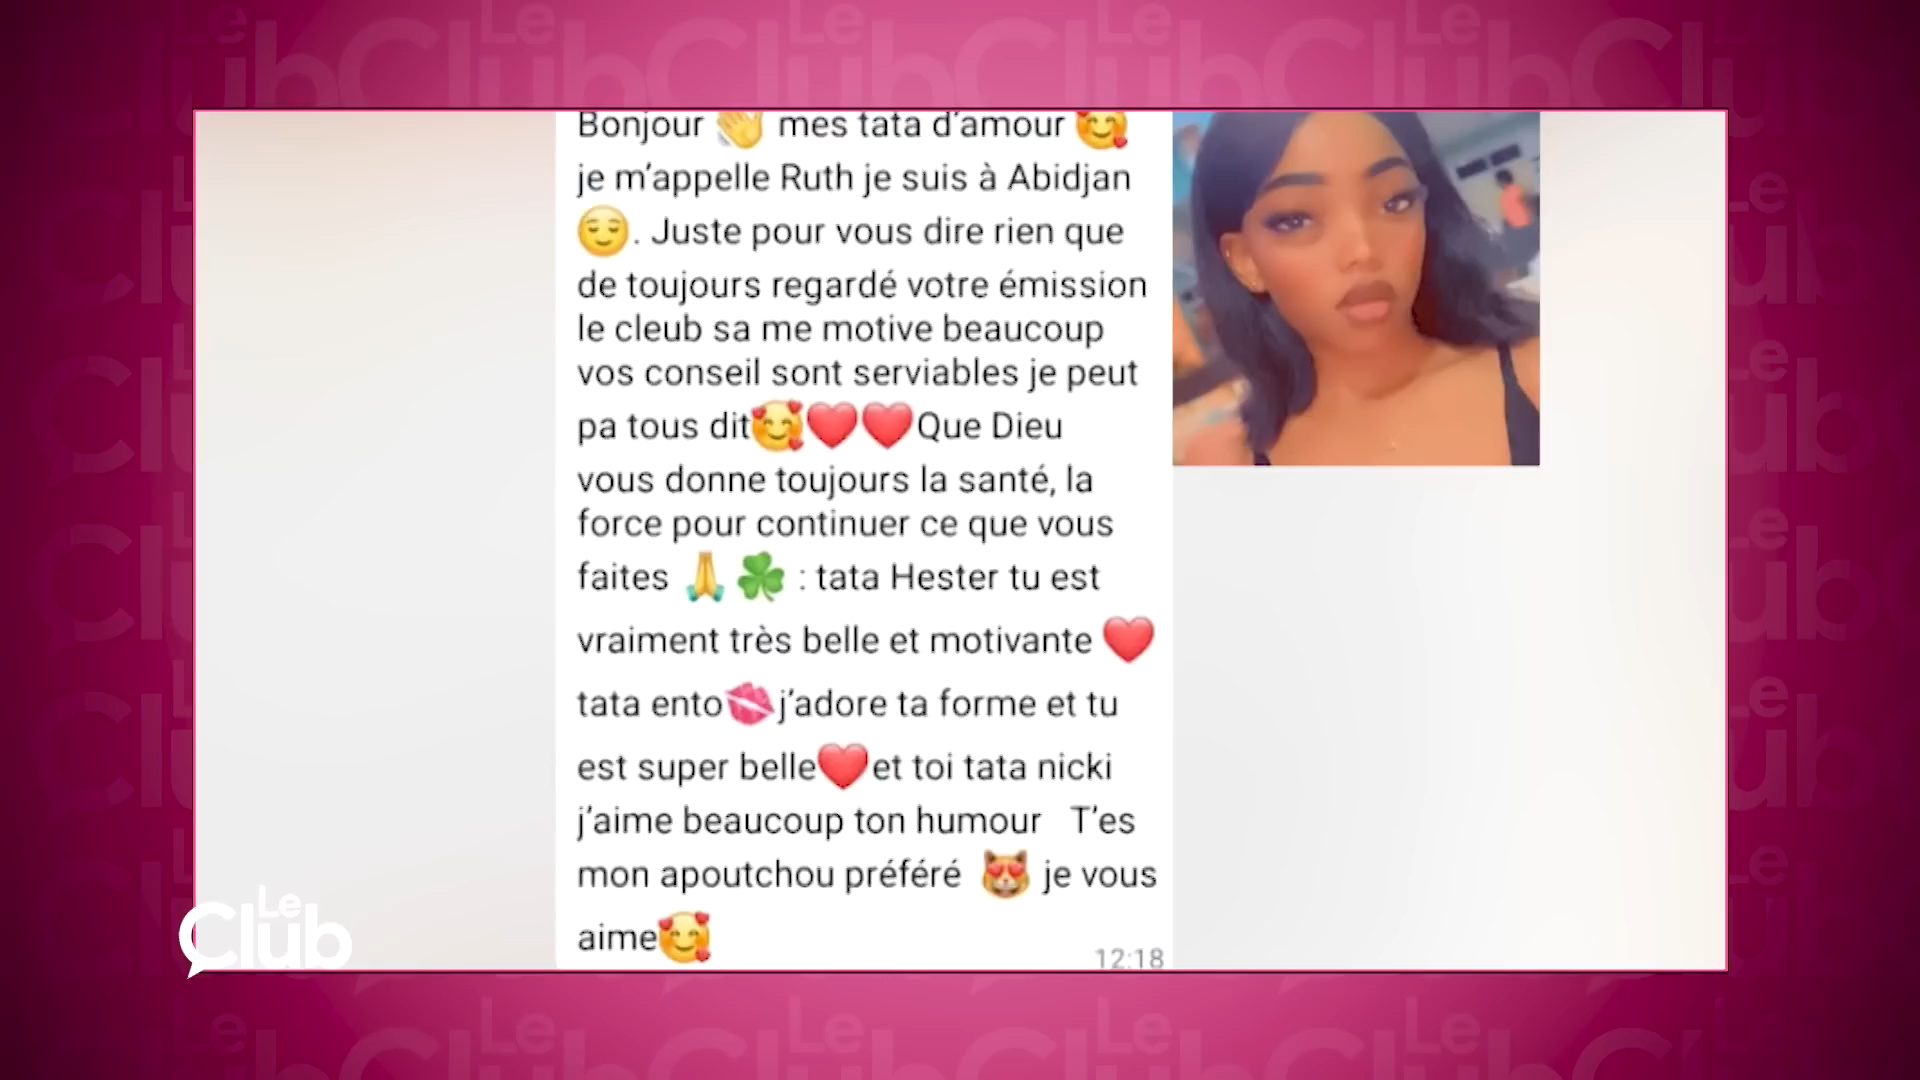 Bonjour 👋 mes tata d'amour 🥰
je m'appelle Ruth je suis à Abidjan
😌. Juste pour vous dire rien que
de toujours regardé votre émission
le cleub sa me motive beaucoup
vos conseil sont serviables je peut
pa tous dit🥰❤️❤️Que Dieu
vous donne toujours la santé, la
force pour continuer ce que vous
faites 🙏☘️ : tata Hester tu est
vraiment très belle et motivante ❤️
tata ento💋j'adore ta forme et tu
est super belle❤️et toi tata nicki
j'aime beaucoup ton humour T'es
mon apoutchou préféré 😻 je vous
aime🥰
12:18
Le
Club